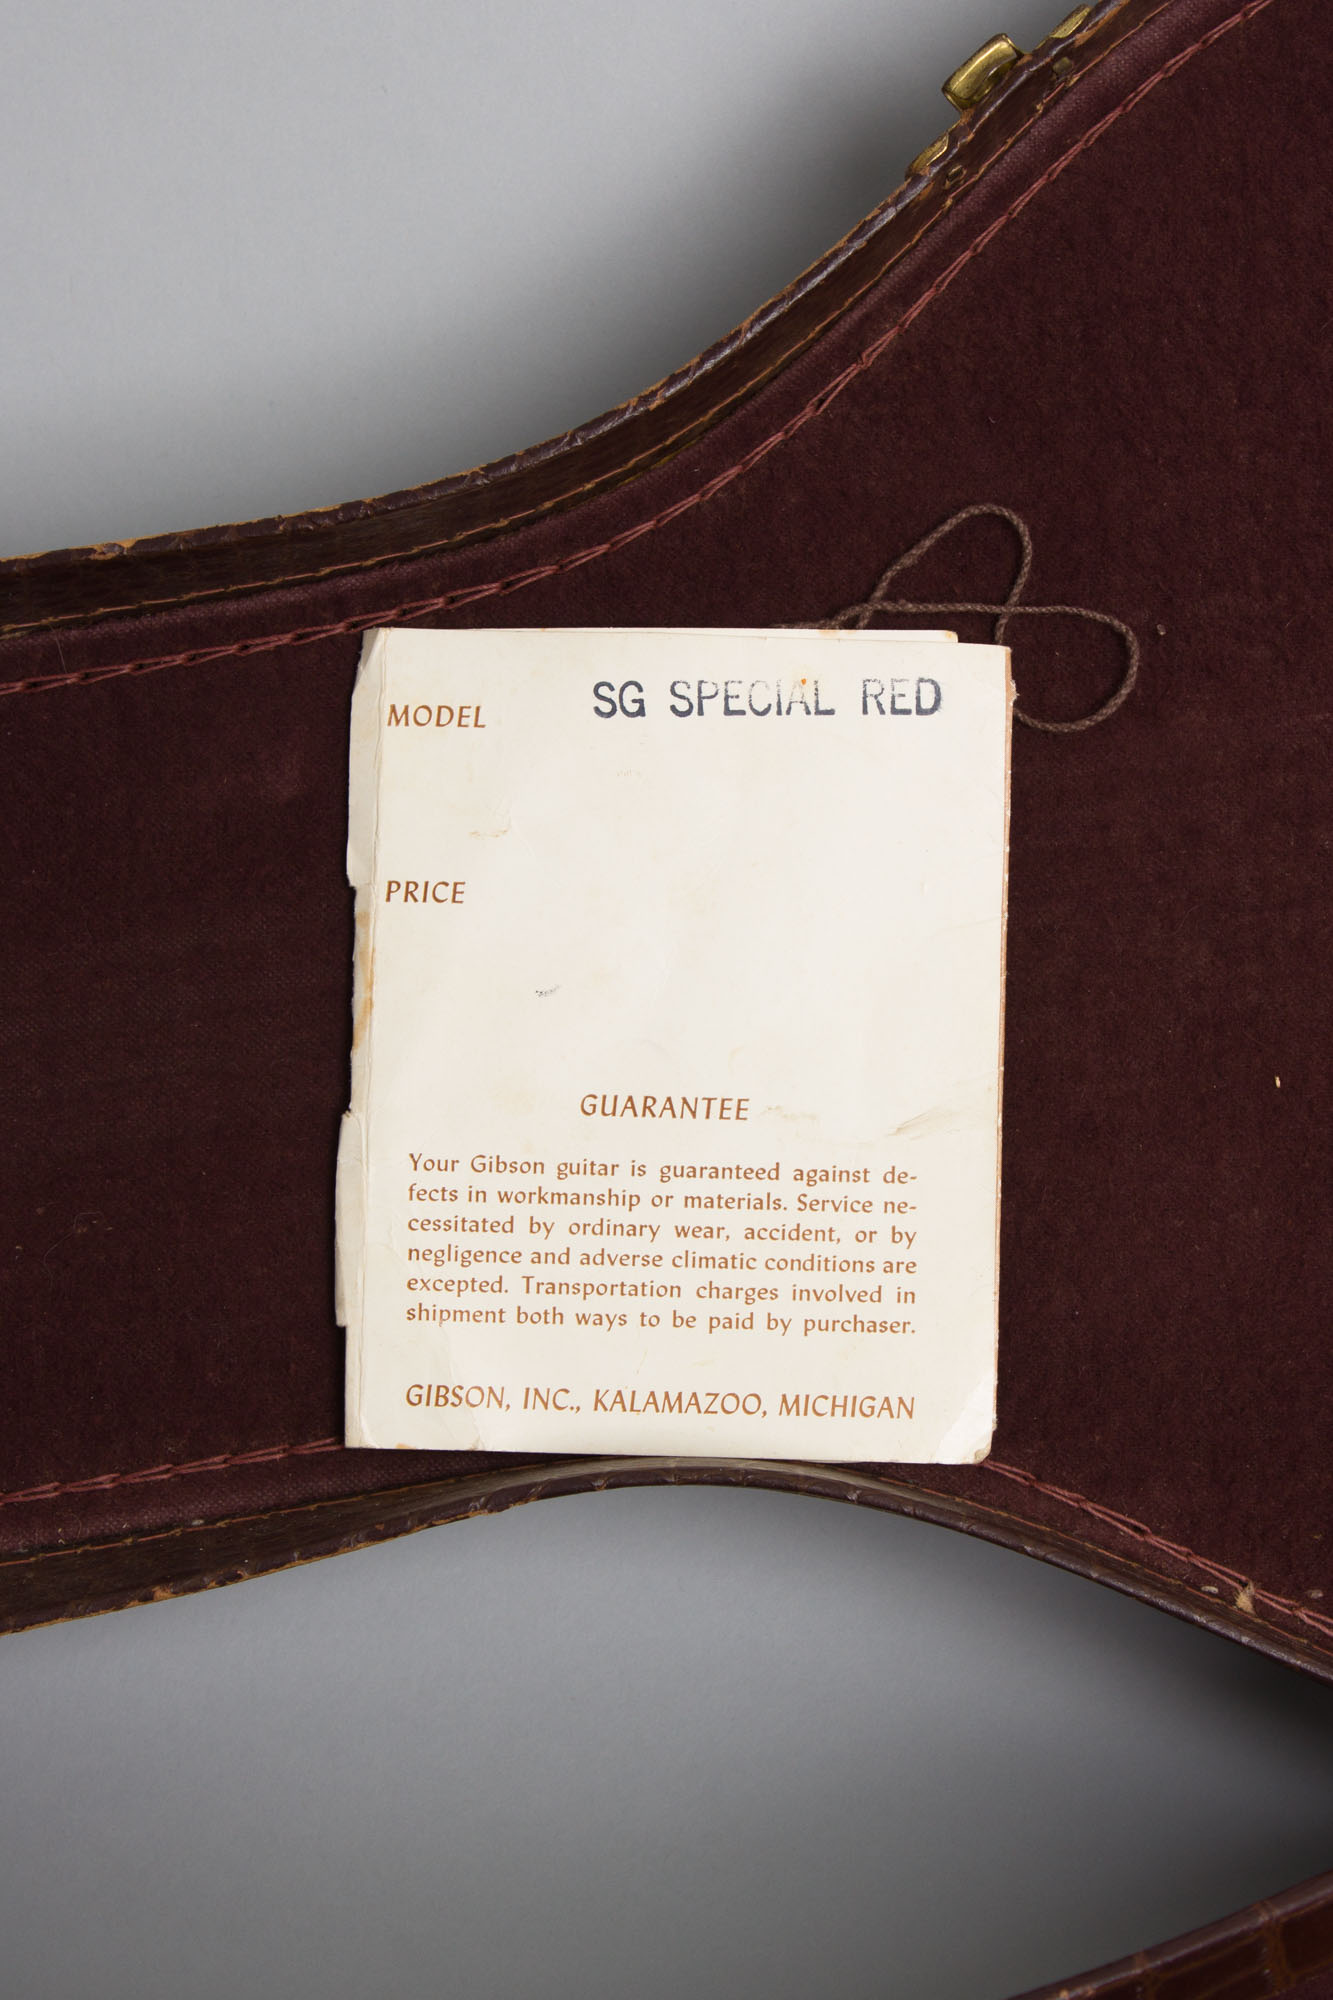 MODEL SG SPECIAL RED
PRICE
GUARANTEE
Your Gibson guitar is guaranteed against de-
fects in workmanship or materials. Service ne-
cessitated by ordinary wear, accident, or by
negligence and adverse climatic conditions are
excepted. Transportation charges involved in
shipment both ways to be paid by purchaser.
GIBSON, INC., KALAMAZOO, MICHIGAN